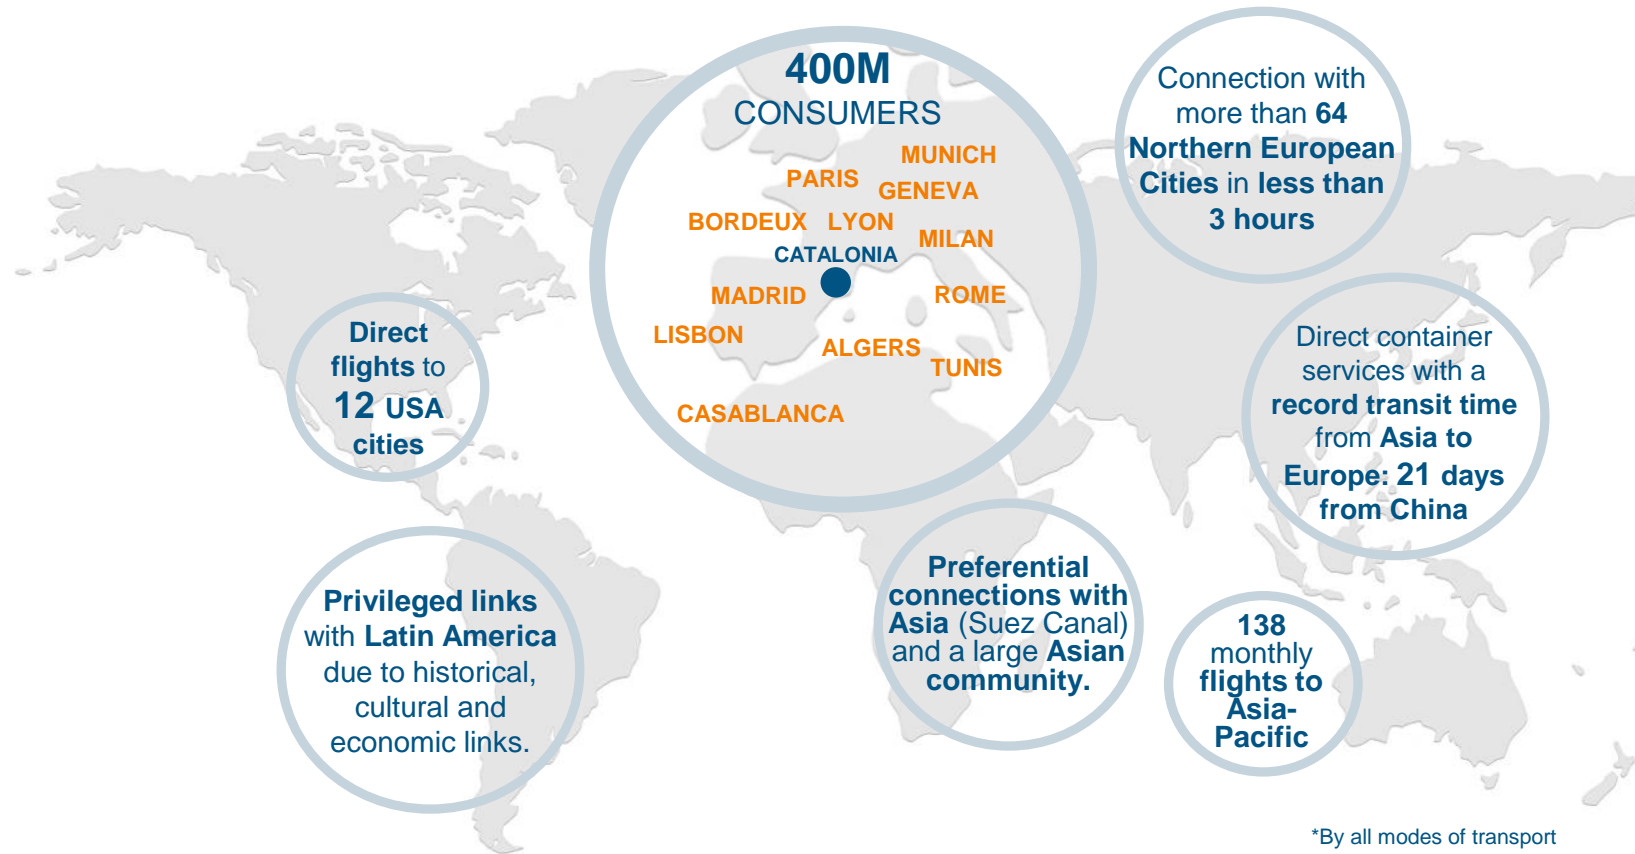 400M
CONSUMERS
MUNICH
PARIS
GENEVA
BORDEUX
LYON
MILAN
CATALONIA
MADRID
ROME
LISBON
ALGERS
TUNIS
CASABLANCA
Connection with
more than 64
Northern European
Cities in less than
3 hours
Direct
flights to
12 USA
cities
Direct container
services with a
record transit time
from Asia to
Europe: 21 days
from China
Privileged links
with Latin America
due to historical,
cultural and
economic links.
Preferential
connections with
Asia (Suez Canal)
and a large Asian
community.
138
monthly
flights to
Asia-
Pacific
*By all modes of transport